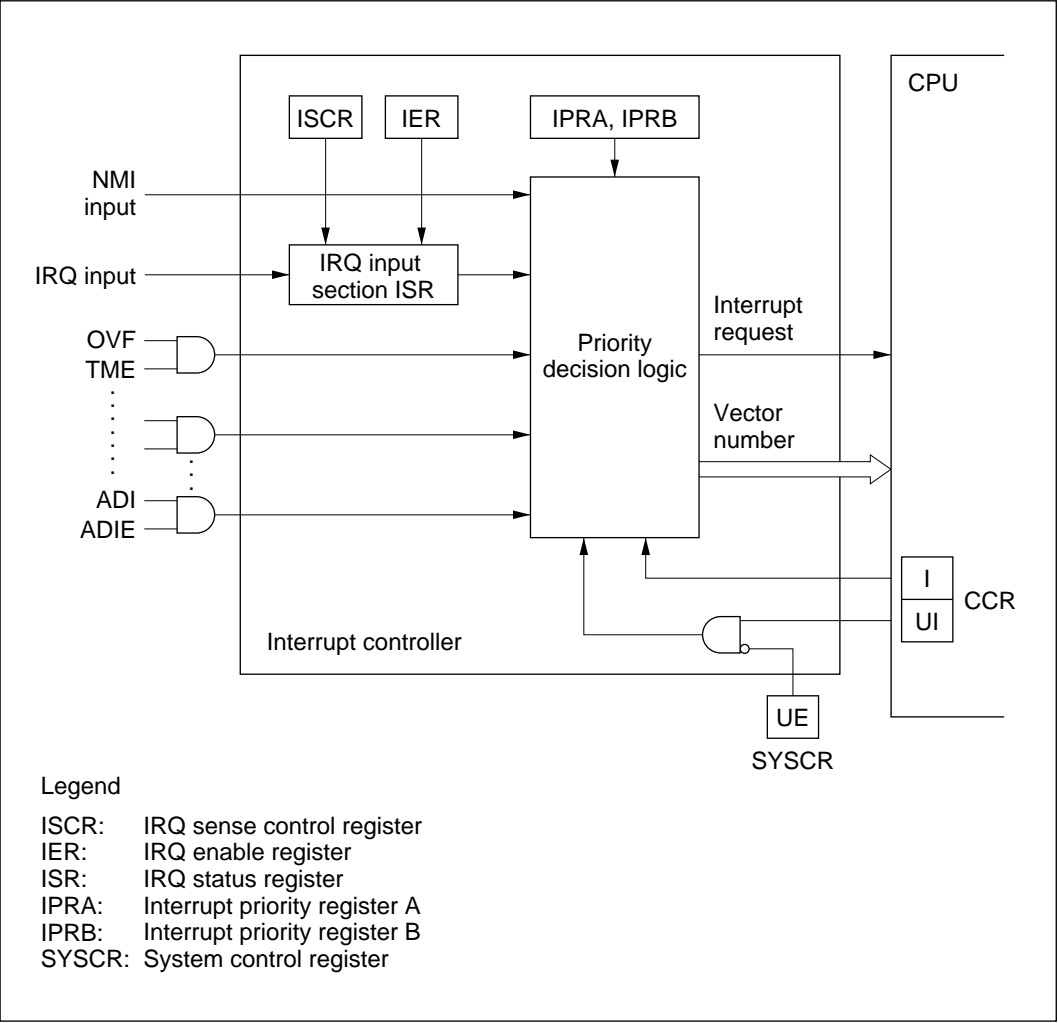 CPU
ISCR
IER
IPRA, IPRB
NMI
input
IRQ input
IRQ input
section ISR
OVF
TME
Priority
decision logic
Interrupt
request
Vector
number
ADI
ADIE
I
UI
CCR
Interrupt controller
UE
SYSCR
Legend
ISCR: IRQ sense control register
IER: IRQ enable register
ISR: IRQ status register
IPRA: Interrupt priority register A
IPRB: Interrupt priority register B
SYSCR: System control register